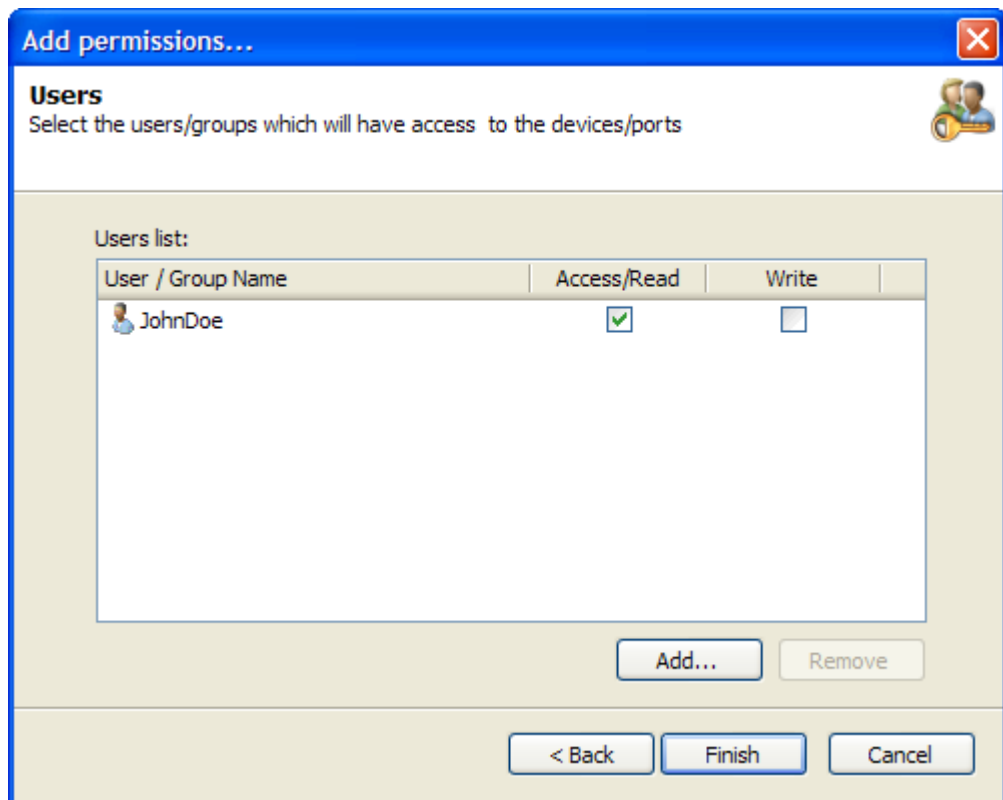 Add permissions...
Users
Select the users/groups which will have access  to the devices/ports
Users list:
User / Group Name Access/Read Write
JohnDoe
Add... Remove
< Back Finish Cancel